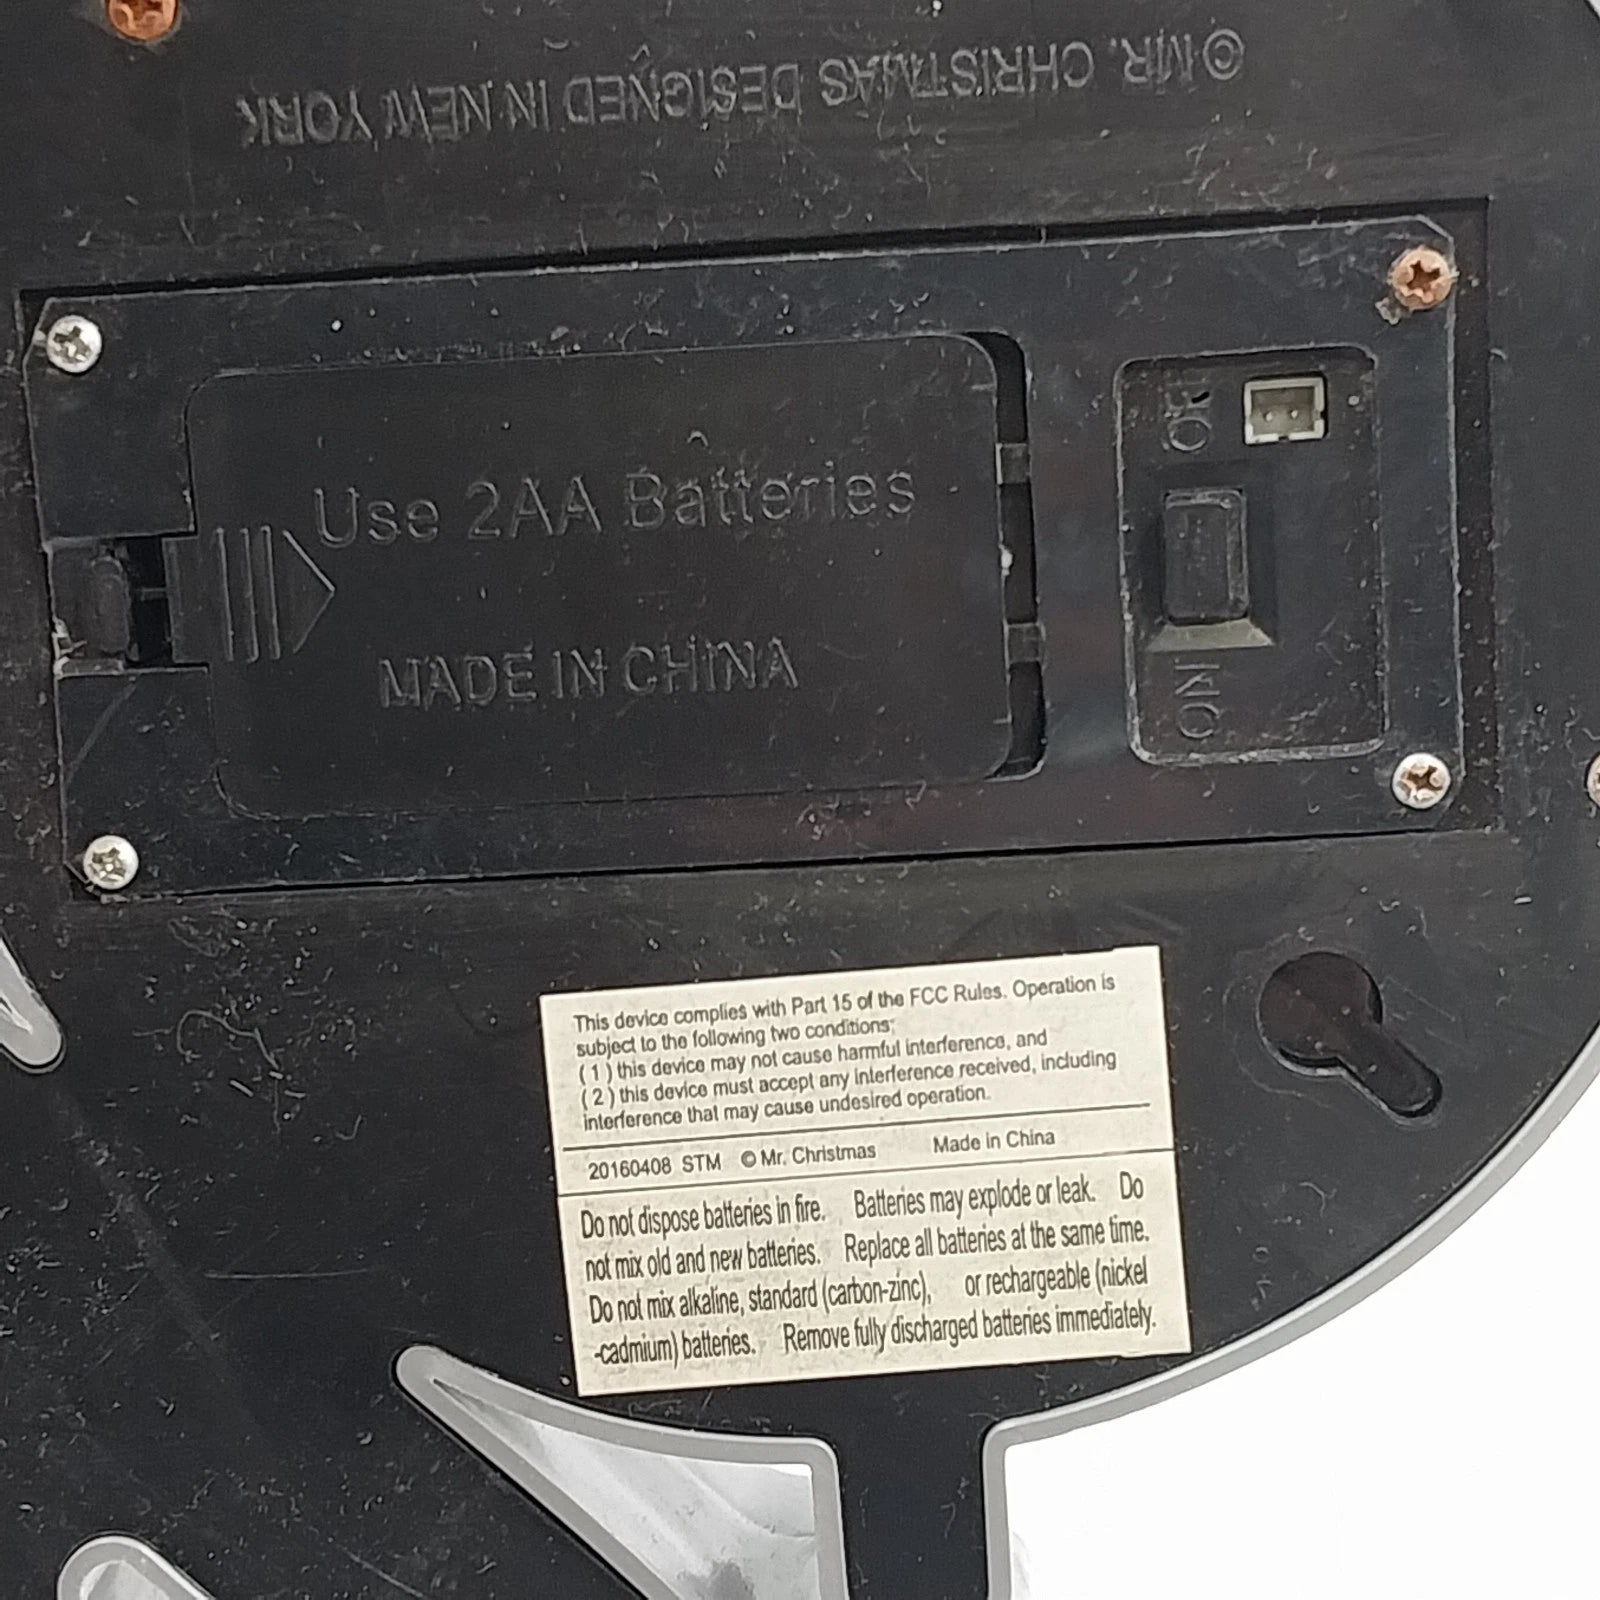 ©MR. CHRISTMAS DESIGNED IN NEW YORK
Use 2AA Batteries
MADE IN CHINA
ON
This device complies with Part 15 of the FCC Rules. Operation is
subject to the following two conditions;
(1) this device may not cause harmful interference, and
(2) this device must accept any interference received, including
interference that may cause undesired operation.
20160408 STM ©Mr. Christmas Made in China
Do not dispose batteries in fire. Batteries may explode or leak. Do
not mix old and new batteries. Replace all batteries at the same time.
Do not mix alkaline, standard (carbon-zinc), or rechargeable (nickel
-cadmium) batteries. Remove fully discharged batteries immediately.